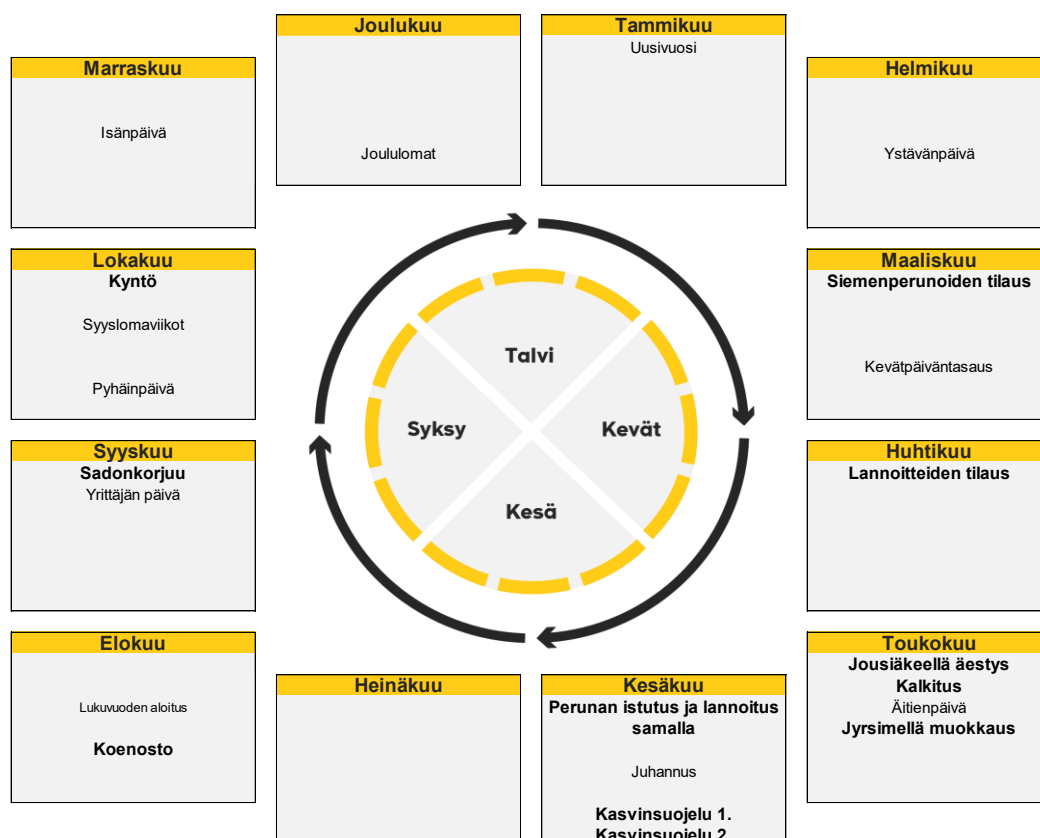 Joulukuu
Joululomat
Tammikuu
Uusivuosi
Marraskuu
Isänpäivä
Helmikuu
Ystävänpäivä
Lokakuu
Kyntö
Syyslomaviikot
Pyhäinpäivä
Maaliskuu
Siemenperunoiden tilaus
Kevätpäiväntasaus
Talvi
Syksy
Kevät
Kesä
Syyskuu
Sadonkorjuu
Yrittäjän päivä
Huhtikuu
Lannoitteiden tilaus
Elokuu
Lukuvuoden aloitus
Koenosto
Heinäkuu
Kesäkuu
Perunan istutus ja lannoitus
samalla
Juhannus
Kasvinsuojelu 1.
Kasvinsuojelu 2.
Toukokuu
Jousiäkeellä äestys
Kalkitus
Äitienpäivä
Jyrsimellä muokkaus